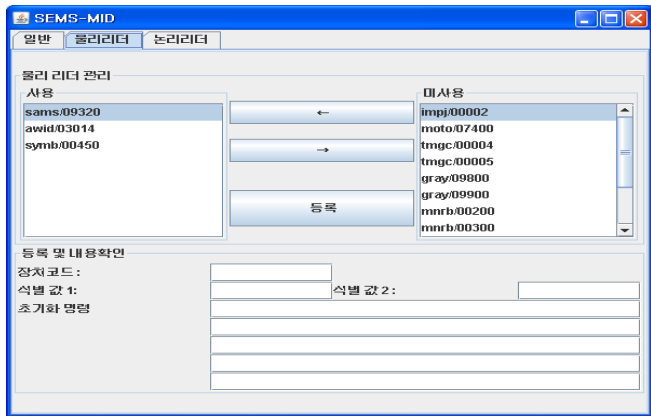 SEMS-MID
일반 물리리더 논리리더
물리 리더 관리
사용
sams/09320
awid/03014
symb/00450
←
→
등록
미사용
impj/00002
moto/07400
tmgc/00004
tmgc/00005
gray/09800
gray/09900
mnrb/00200
mnrb/00300
등록 및 내용확인
장쳐코드 :
식별 값 1: 식별 값 2 :
초기화 명령